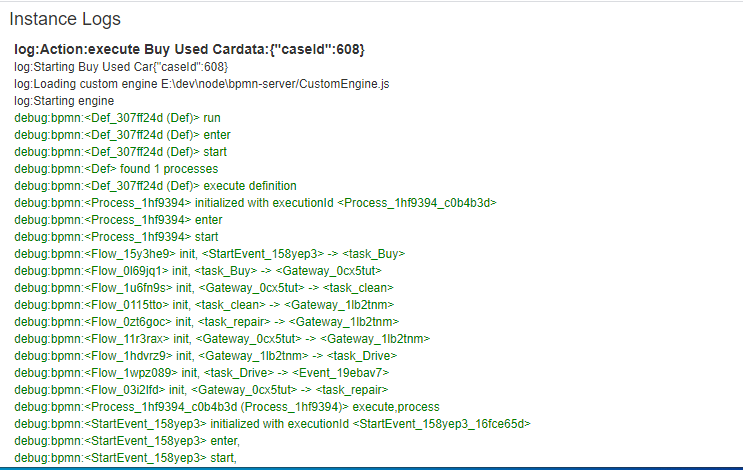 Instance Logs
log:Action:execute Buy Used Cardata:{"caseId":608}
log:Starting Buy Used Car{"caseId":608}
log:Loading custom engine E:\dev\node\bpmn-server/CustomEngine.js
log:Starting engine
debug:bpmn:<Def_307ff24d (Def)> run
debug:bpmn:<Def_307ff24d (Def)> enter
debug:bpmn:<Def_307ff24d (Def)> start
debug:bpmn:<Def> found 1 processes
debug:bpmn:<Def_307ff24d (Def)> execute definition
debug:bpmn:<Process_1hf9394> initialized with executionId <Process_1hf9394_c0b4b3d>
debug:bpmn:<Process_1hf9394> enter
debug:bpmn:<Process_1hf9394> start
debug:bpmn:<Flow_15y3he9> init, <StartEvent_158yep3> -> <task_Buy>
debug:bpmn:<Flow_0l69jq1> init, <task_Buy> -> <Gateway_0cx5tut>
debug:bpmn:<Flow_1u6fn9s> init, <Gateway_0cx5tut> -> <task_clean>
debug:bpmn:<Flow_0115tto> init, <task_clean> -> <Gateway_1lb2tnm>
debug:bpmn:<Flow_0zt6goc> init, <task_repair> -> <Gateway_1lb2tnm>
debug:bpmn:<Flow_11r3rax> init, <Gateway_0cx5tut> -> <Gateway_1lb2tnm>
debug:bpmn:<Flow_1hdvrz9> init, <Gateway_1lb2tnm> -> <task_Drive>
debug:bpmn:<Flow_1wpz089> init, <task_Drive> -> <Event_19ebav7>
debug:bpmn:<Flow_03i2lfd> init, <Gateway_0cx5tut> -> <task_repair>
debug:bpmn:<Process_1hf9394_c0b4b3d (Process_1hf9394)> execute,process
debug:bpmn:<StartEvent_158yep3> initialized with executionId <StartEvent_158yep3_16fce65d>
debug:bpmn:<StartEvent_158yep3> enter,
debug:bpmn:<StartEvent_158yep3> start,